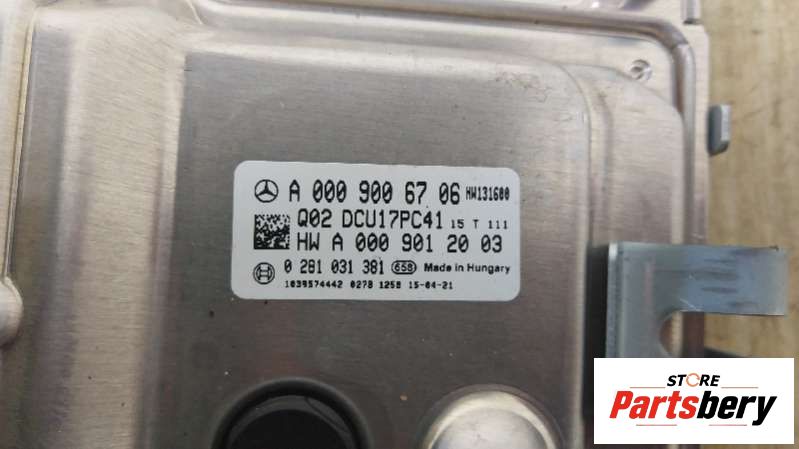 A 000 900 67 06 HW131600
Q02 DCU17PC41 15 T 111
HW A 000 901 20 03
0 281 031 381 658 Made in Hungary
1039S74442 0278 1258 15-04-21
STORE
Partsbery